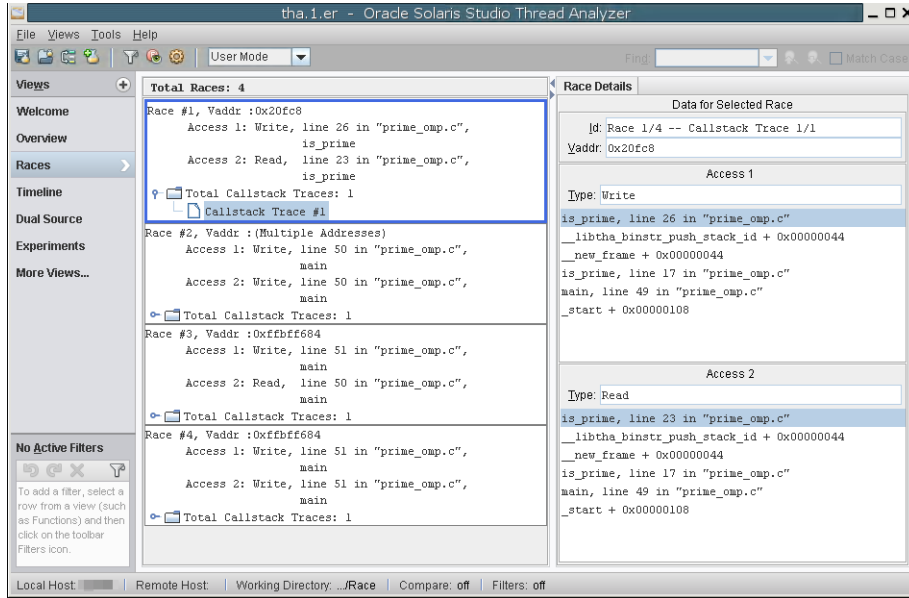 tha.1.er - Oracle Solaris Studio Thread Analyzer
File Views Tools Help
User Mode
Find:
Match Case
Views
Welcome
Overview
Races
Timeline
Dual Source
Experiments
More Views...
No Active Filters
To add a filter, select a
row from a view (such
as Functions) and then
click on the toolbar
Filters icon.
Total Races: 4
Race #1, Vaddr :0x20fc8
Access 1: Write, line 26 in "prime_omp.c",
is_prime
Access 2: Read, line 23 in "prime_omp.c",
is_prime
Total Callstack Traces: 1
Callstack Trace #1
Race #2, Vaddr :(Multiple Addresses)
Access 1: Write, line 50 in "prime_omp.c",
main
Access 2: Write, line 50 in "prime_omp.c",
main
Total Callstack Traces: 1
Race #3, Vaddr :0xffbff684
Access 1: Write, line 51 in "prime_omp.c",
main
Access 2: Read, line 50 in "prime_omp.c",
main
Total Callstack Traces: 1
Race #4, Vaddr :0xffbff684
Access 1: Write, line 51 in "prime_omp.c",
main
Access 2: Write, line 51 in "prime_omp.c",
main
Total Callstack Traces: 1
Race Details
Data for Selected Race
Id: Race 1/4 -- Callstack Trace 1/1
Vaddr: 0x20fc8
Access 1
Type: Write
is_prime, line 26 in "prime_omp.c"
__libtha_binstr_push_stack_id + 0x00000044
__new_frame + 0x00000044
is_prime, line 17 in "prime_omp.c"
main, line 49 in "prime_omp.c"
_start + 0x00000108
Access 2
Type: Read
is_prime, line 23 in "prime_omp.c"
__libtha_binstr_push_stack_id + 0x00000044
__new_frame + 0x00000044
is_prime, line 17 in "prime_omp.c"
main, line 49 in "prime_omp.c"
_start + 0x00000108
Local Host: Remote Host: Working Directory: .../Race Compare: off Filters: off